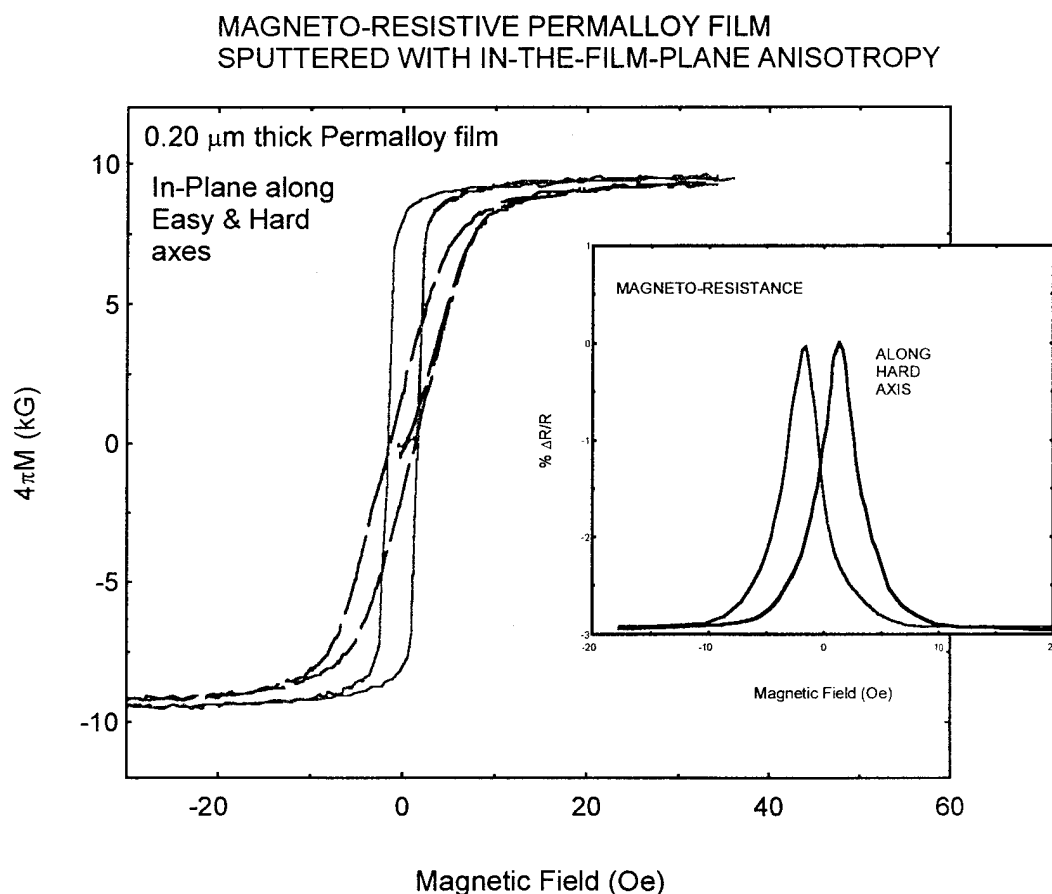 MAGNETO-RESISTIVE PERMALLOY FILM
SPUTTERED WITH IN-THE-FILM-PLANE ANISOTROPY
0.20 μm thick Permalloy film
In-Plane along
Easy & Hard
axes
10
5
0
-5
-10
4πM (kG)
-20
0
20
40
60
Magnetic Field (Oe)
MAGNETO-RESISTANCE
ALONG
HARD
AXIS
1
0
-1
-2
-3
% ΔR/R
-20
-10
0
10
20
Magnetic Field (Oe)